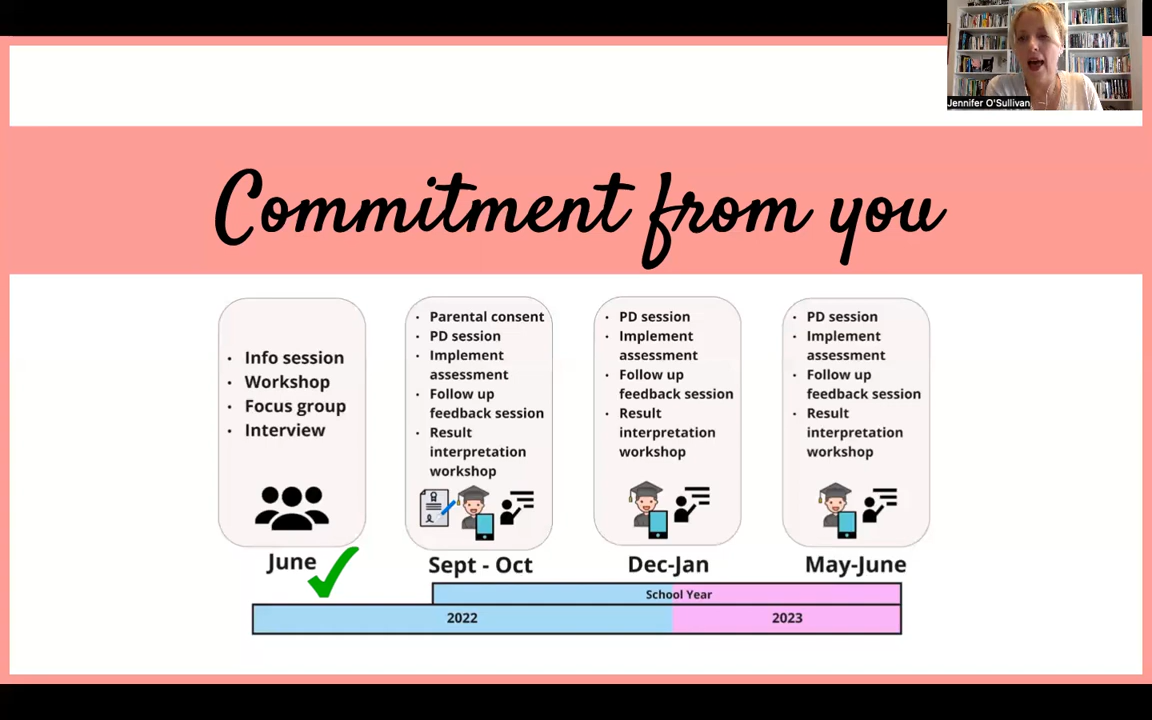 Jennifer O'Sullivan
Commitment from you
· Info session
· Workshop
· Focus group
· Interview
June
· Parental consent
· PD session
· Implement
assessment
· Follow up
feedback session
· Result
interpretation
workshop
Sept - Oct
· PD session
· Implement
assessment
· Follow up
feedback session
· Result
interpretation
workshop
Dec-Jan
· PD session
· Implement
assessment
· Follow up
feedback session
· Result
interpretation
workshop
May-June
School Year
2022
2023